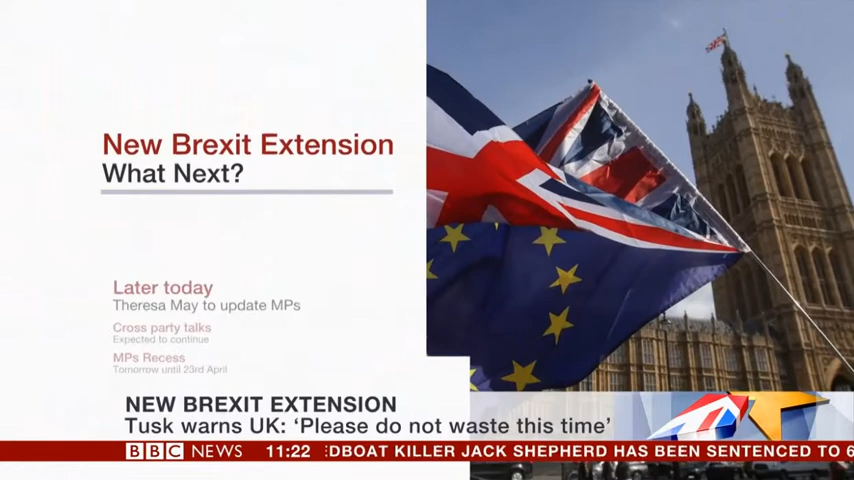 New Brexit Extension
What Next?
Later today
Theresa May to update MPs
Cross party talks
Expected to continue
MPs Recess
Tomorrow until 23rd April
NEW BREXIT EXTENSION
Tusk warns UK: ‘Please do not waste this time’
BBC NEWS 11:22 DBOAT KILLER JACK SHEPHERD HAS BEEN SENTENCED TO 6